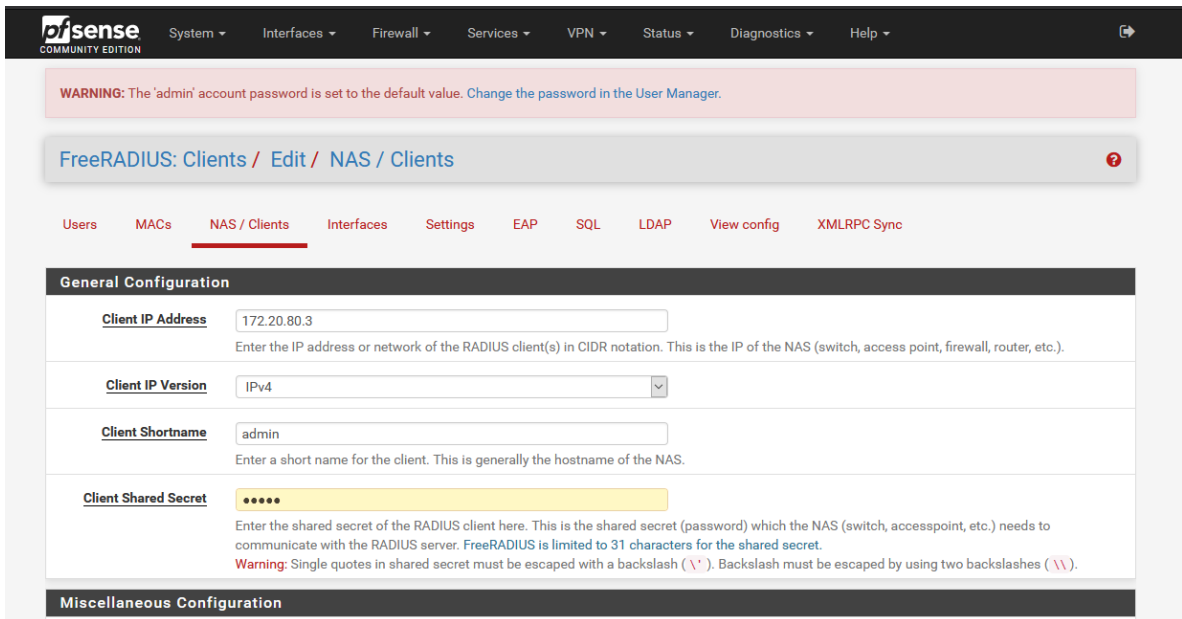 pfsense
COMMUNITY EDITION
System Interfaces Firewall Services VPN Status Diagnostics Help
WARNING: The 'admin' account password is set to the default value. Change the password in the User Manager.
FreeRADIUS: Clients / Edit / NAS / Clients
Users MACs NAS / Clients Interfaces Settings EAP SQL LDAP View config XMLRPC Sync
General Configuration
Client IP Address 172.20.80.3
Enter the IP address or network of the RADIUS client(s) in CIDR notation. This is the IP of the NAS (switch, access point, firewall, router, etc.).
Client IP Version IPv4
Client Shortname admin
Enter a short name for the client. This is generally the hostname of the NAS.
Client Shared Secret •••••
Enter the shared secret of the RADIUS client here. This is the shared secret (password) which the NAS (switch, accesspoint, etc.) needs to
communicate with the RADIUS server. FreeRADIUS is limited to 31 characters for the shared secret.
Warning: Single quotes in shared secret must be escaped with a backslash ( \' ). Backslash must be escaped by using two backslashes ( \\ ).
Miscellaneous Configuration